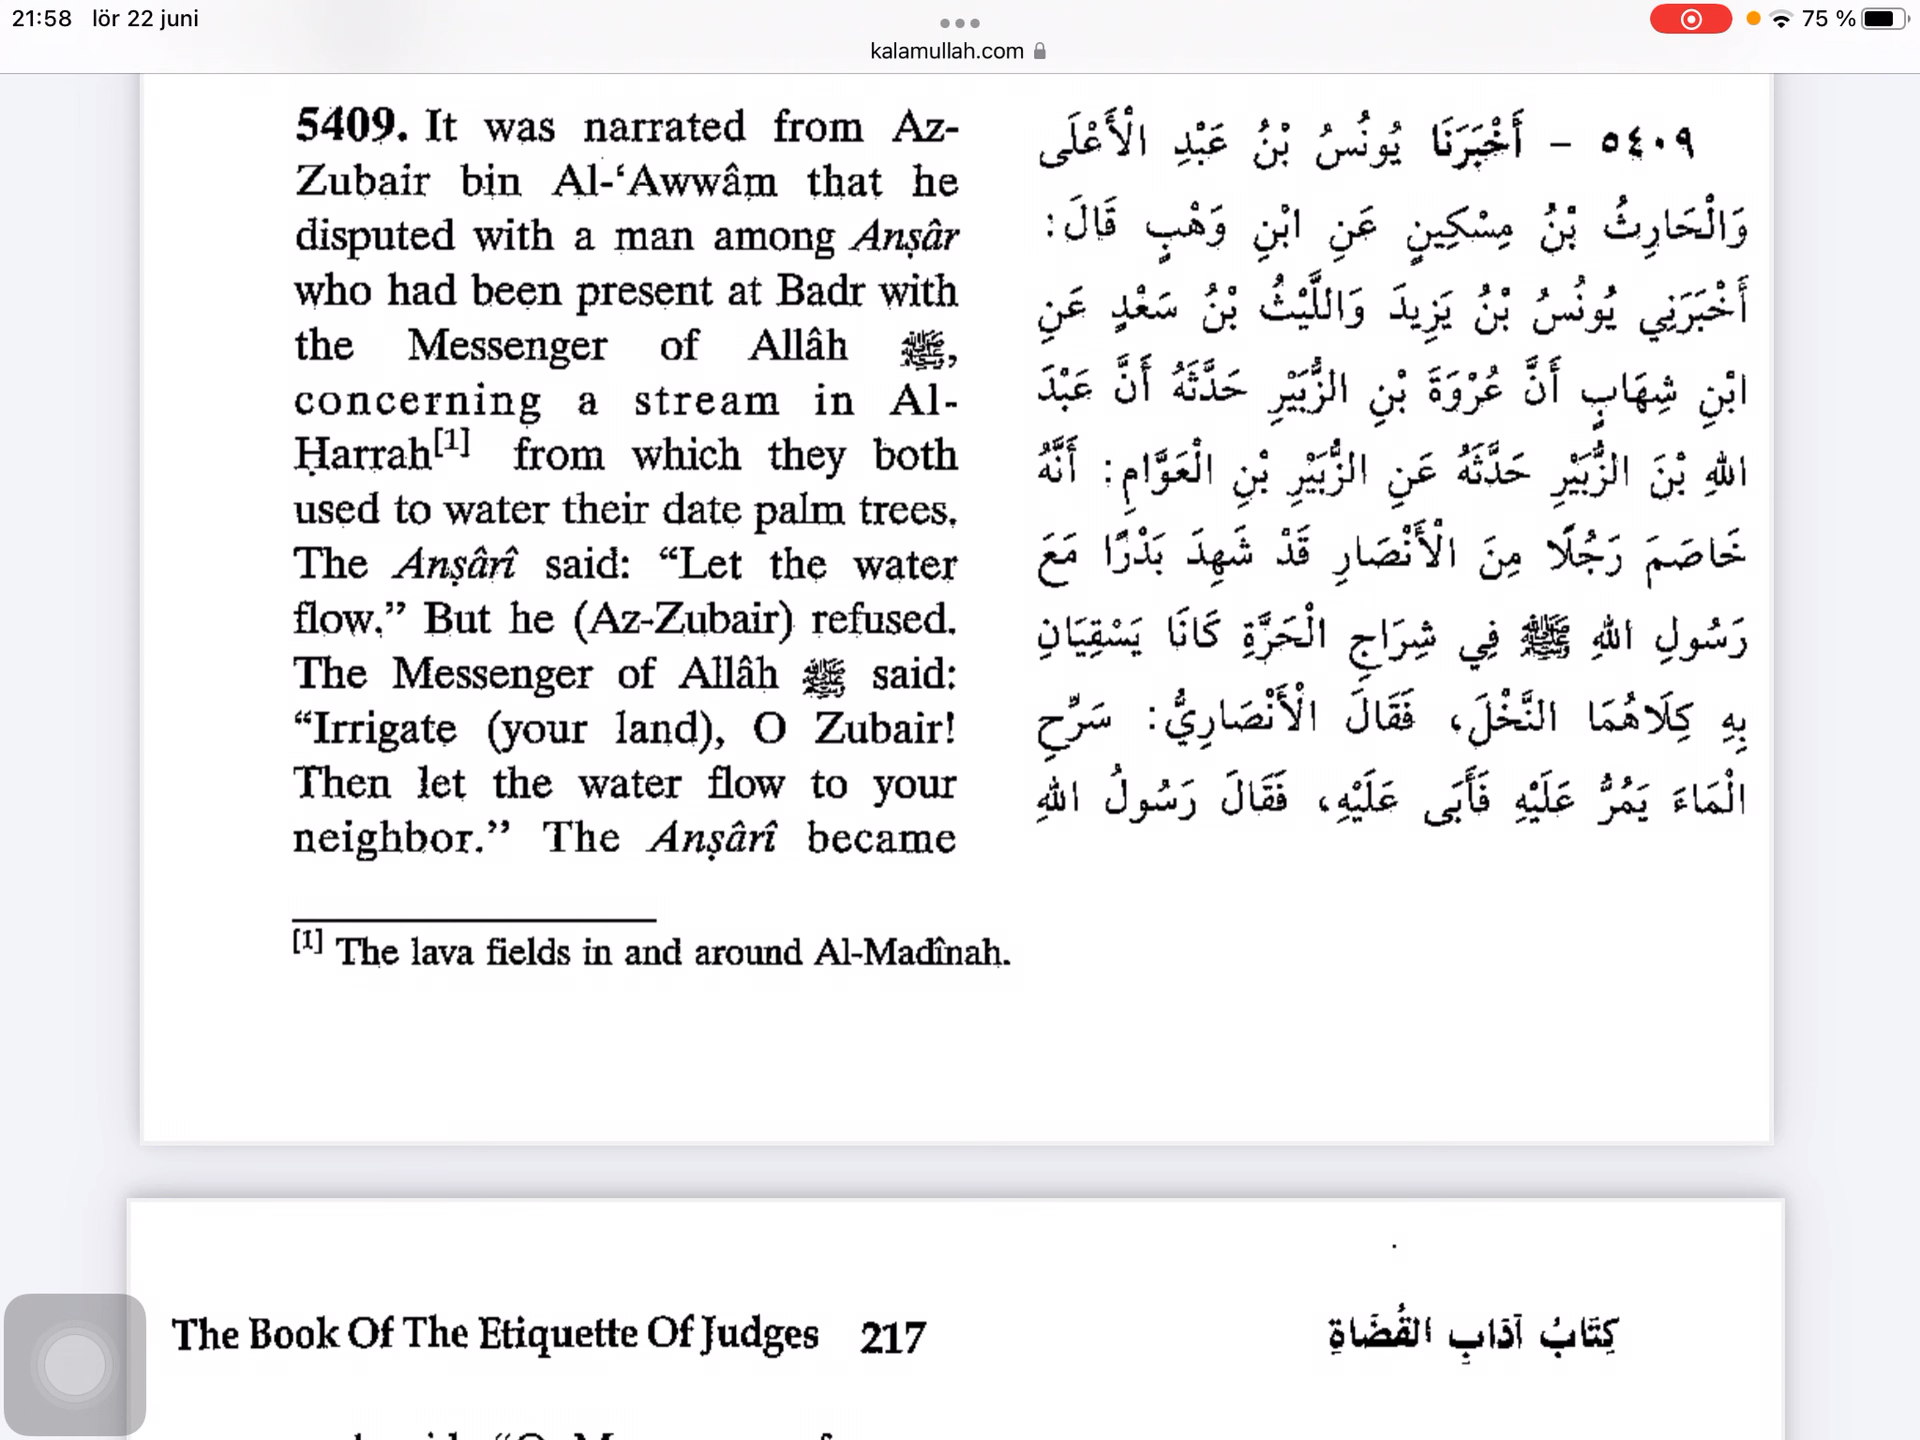 21:58 lör 22 juni
75 %
kalamullah.com
5409. It was narrated from Az-
Zubair bin Al-‘Awwâm that he
disputed with a man among Anṣâr
who had been present at Badr with
the Messenger of Allâh ﷺ,
concerning a stream in Al-
Ḥarrah[1] from which they both
used to water their date palm trees.
The Anṣârî said: “Let the water
flow.” But he (Az-Zubair) refused.
The Messenger of Allâh ﷺ said:
“Irrigate (your land), O Zubair!
Then let the water flow to your
neighbor.” The Anṣârî became
٥٤٠٩ – أَخْبَرَنَا يُونُسُ بْنُ عَبْدِ الْأَعْلَى
وَالْحَارِثُ بْنُ مِسْكِينٍ عَنِ ابْنِ وَهْبٍ قَالَ:
أَخْبَرَنِي يُونُسُ بْنُ يَزِيدَ وَاللَّيْثُ بْنُ سَعْدٍ عَنِ
ابْنِ شِهَابٍ أَنَّ عُرْوَةَ بْنِ الزُّبَيْرِ حَدَّثَهُ أَنَّ عَبْدَ
اللهِ بْنَ الزُّبَيْرِ حَدَّثَهُ عَنِ الزُّبَيْرِ بْنِ الْعَوَّامِ: أَنَّهُ
خَاصَمَ رَجُلًا مِنَ الْأَنْصَارِ قَدْ شَهِدَ بَدْرًا مَعَ
رَسُولِ اللهِ ﷺ فِي شِرَاجِ الْحَرَّةِ كَانَا يَسْقِيَانِ
بِهِ كِلَاهُمَا النَّخْلَ، فَقَالَ الْأَنْصَارِيُّ: سَرِّحِ
الْمَاءَ يَمُرُّ عَلَيْهِ فَأَبَى عَلَيْهِ، فَقَالَ رَسُولُ اللهِ
[1] The lava fields in and around Al-Madînah.
The Book Of The Etiquette Of Judges 217
كِتَابُ آدَابِ القُضَاةِ